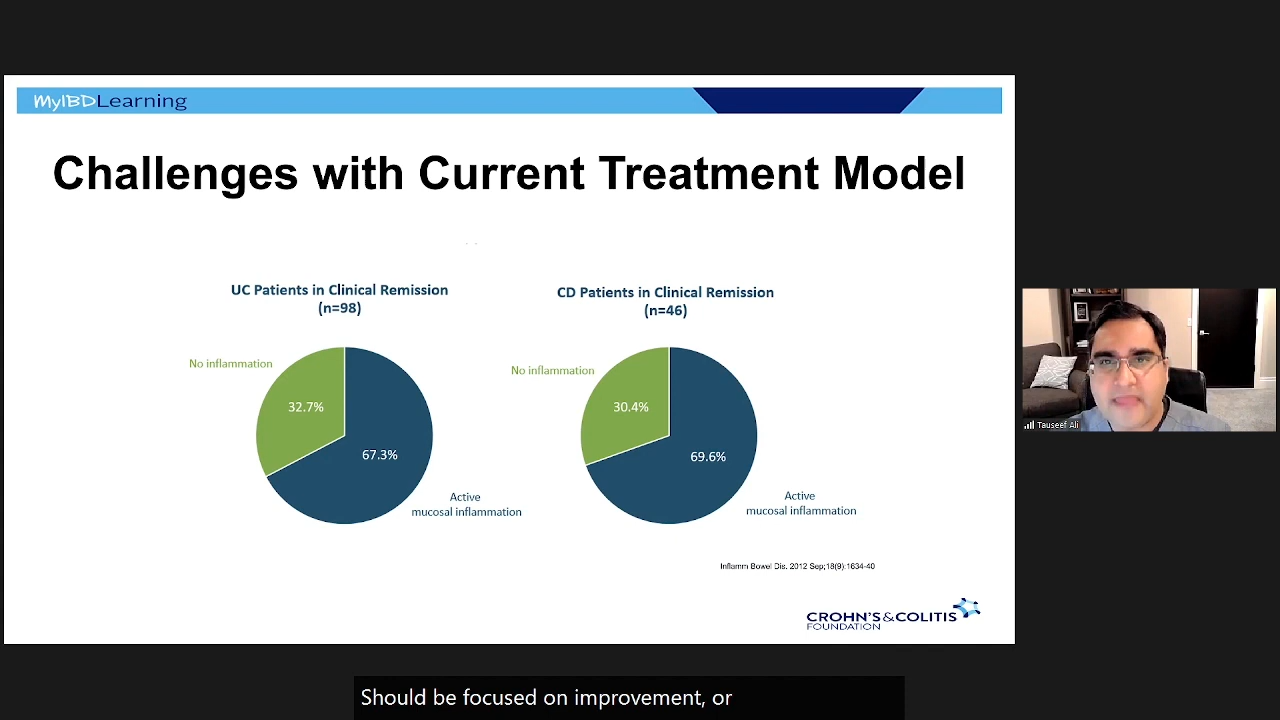 MyIBDLearning
Challenges with Current Treatment Model
UC Patients in Clinical Remission
(n=98)
No inflammation
32.7%
67.3%
Active
mucosal inflammation
CD Patients in Clinical Remission
(n=46)
No inflammation
30.4%
69.6%
Active
mucosal inflammation
Inflamm Bowel Dis. 2012 Sep;18(9):1634-40
CROHN'S & COLITIS
FOUNDATION
Tauseef Ali
Should be focused on improvement, or